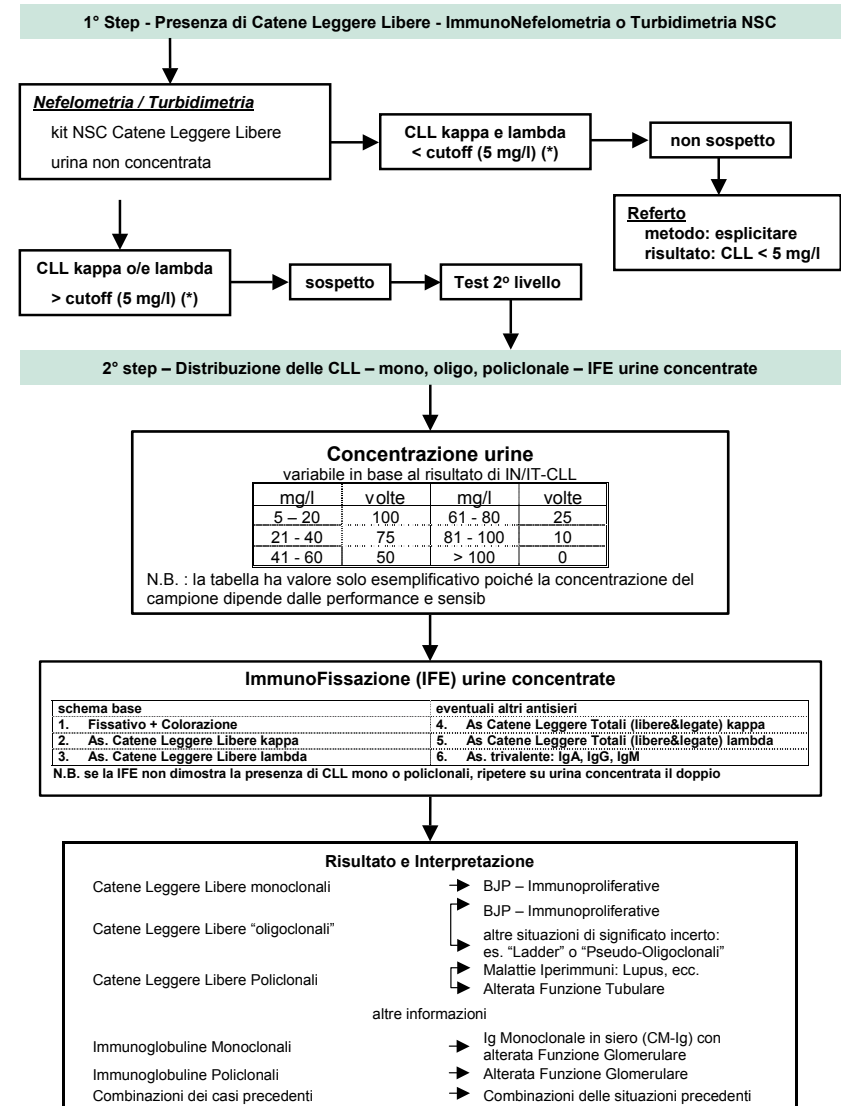 1° Step - Presenza di Catene Leggere Libere - ImmunoNefelometria o Turbidimetria NSC
Nefelometria / Turbidimetria
kit NSC Catene Leggere Libere
urina non concentrata
CLL kappa e lambda
< cutoff (5 mg/l) (*)
non sospetto
Referto
metodo: esplicitare
risultato: CLL < 5 mg/l
CLL kappa o/e lambda
> cutoff (5 mg/l) (*)
sospetto
Test 2° livello
2° step – Distribuzione delle CLL – mono, oligo, policlonale – IFE urine concentrate
Concentrazione urine
variabile in base al risultato di IN/IT-CLL
mg/l volte mg/l volte
5 – 20 100 61 - 80 25
21 - 40 75 81 - 100 10
41 - 60 50 > 100 0
N.B. : la tabella ha valore solo esemplificativo poiché la concentrazione del
campione dipende dalle performance e sensib
ImmunoFissazione (IFE) urine concentrate
schema base eventuali altri antisieri
1. Fissativo + Colorazione 4. As Catene Leggere Totali (libere&legate) kappa
2. As. Catene Leggere Libere kappa 5. As Catene Leggere Totali (libere&legate) lambda
3. As. Catene Leggere Libere lambda 6. As. trivalente: IgA, IgG, IgM
N.B. se la IFE non dimostra la presenza di CLL mono o policlonali, ripetere su urina concentrata il doppio
Risultato e Interpretazione
Catene Leggere Libere monoclonali BJP – Immunoproliferative
Catene Leggere Libere “oligoclonali” BJP – Immunoproliferative
altre situazioni di significato incerto:
es. “Ladder” o “Pseudo-Oligoclonali”
Catene Leggere Libere Policlonali Malattie Iperimmuni: Lupus, ecc.
Alterata Funzione Tubulare
altre informazioni
Immunoglobuline Monoclonali Ig Monoclonale in siero (CM-Ig) con
alterata Funzione Glomerulare
Immunoglobuline Policlonali Alterata Funzione Glomerulare
Combinazioni dei casi precedenti Combinazioni delle situazioni precedenti